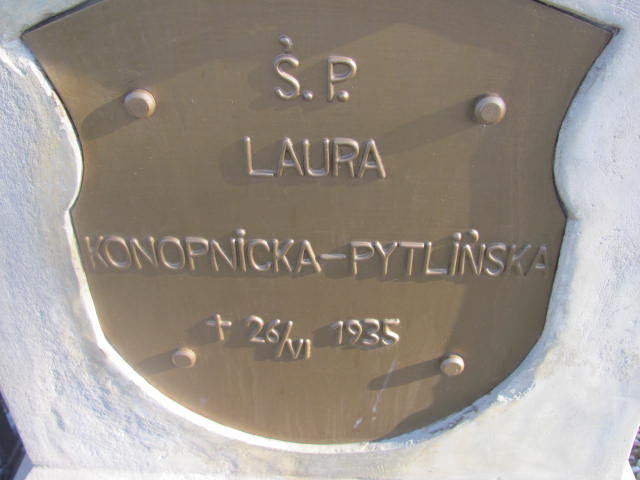 Ś.P.
LAURA
KONOPNICKA-PYTLIŃSKA
+ 26/VI 1935